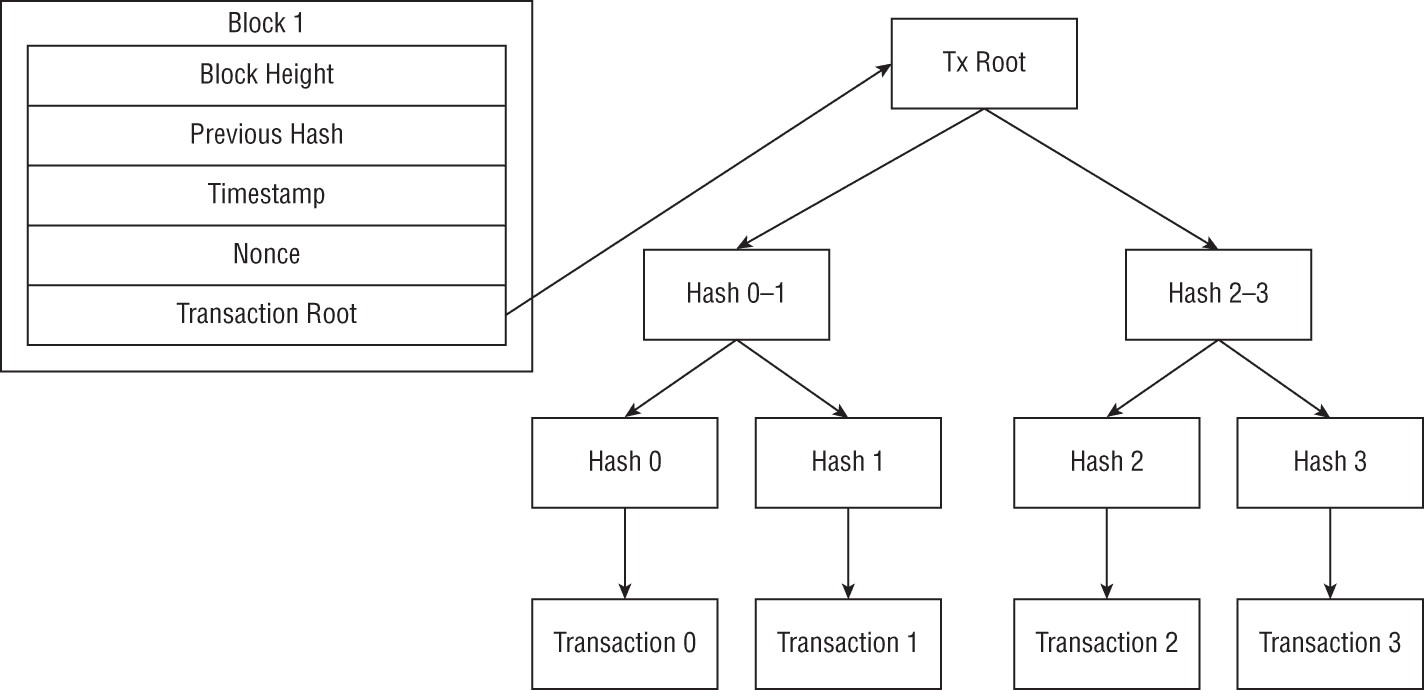 Block 1
Block Height
Previous Hash
Timestamp
Nonce
Transaction Root
Tx Root
Hash 0–1
Hash 2–3
Hash 0
Hash 1
Hash 2
Hash 3
Transaction 0
Transaction 1
Transaction 2
Transaction 3